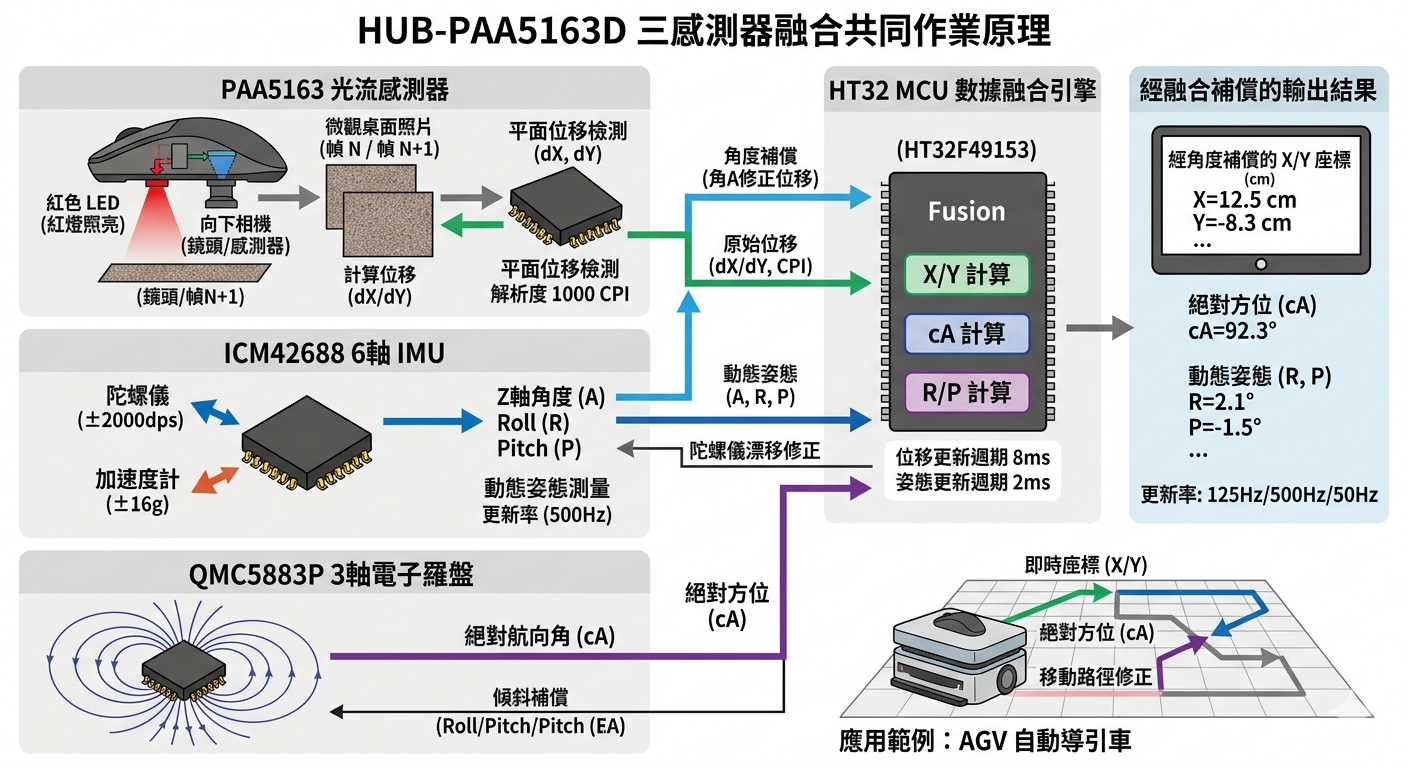 HUB-PAA5163D 三感測器融合共同作業原理
PAA5163 光流感測器
紅色 LED
(紅燈照亮)
向下相機
(鏡頭/感測器)
(鏡頭/幀N+1)
微觀桌面照片
(幀 N / 幀 N+1)
計算位移
(dX/dY)
平面位移檢測
(dX, dY)
平面位移檢測
解析度 1000 CPI
ICM42688 6軸 IMU
陀螺儀
(±2000dps)
加速度計
(±16g)
Z軸角度 (A)
Roll (R)
Pitch (P)
動態姿態測量
更新率 (500Hz)
QMC5883P 3軸電子羅盤
絕對航向角 (cA)
傾斜補償
(Roll/Pitch/Pitch (EA)
角度補償
(角A修正位移)
原始位移
(dX/dY, CPI)
動態姿態
(A, R, P)
陀螺儀漂移修正
絕對方位
(cA)
HT32 MCU 數據融合引擎
(HT32F49153)
Fusion
X/Y 計算
cA 計算
R/P 計算
位移更新週期 8ms
姿態更新週期 2ms
經融合補償的輸出結果
經角度補償的 X/Y 座標
(cm)
X=12.5 cm
Y=-8.3 cm
...
絕對方位 (cA)
cA=92.3°
動態姿態 (R, P)
R=2.1°
P=-1.5°
...
更新率: 125Hz/500Hz/50Hz
即時座標 (X/Y)
絕對方位 (cA)
移動路徑修正
應用範例：AGV 自動導引車